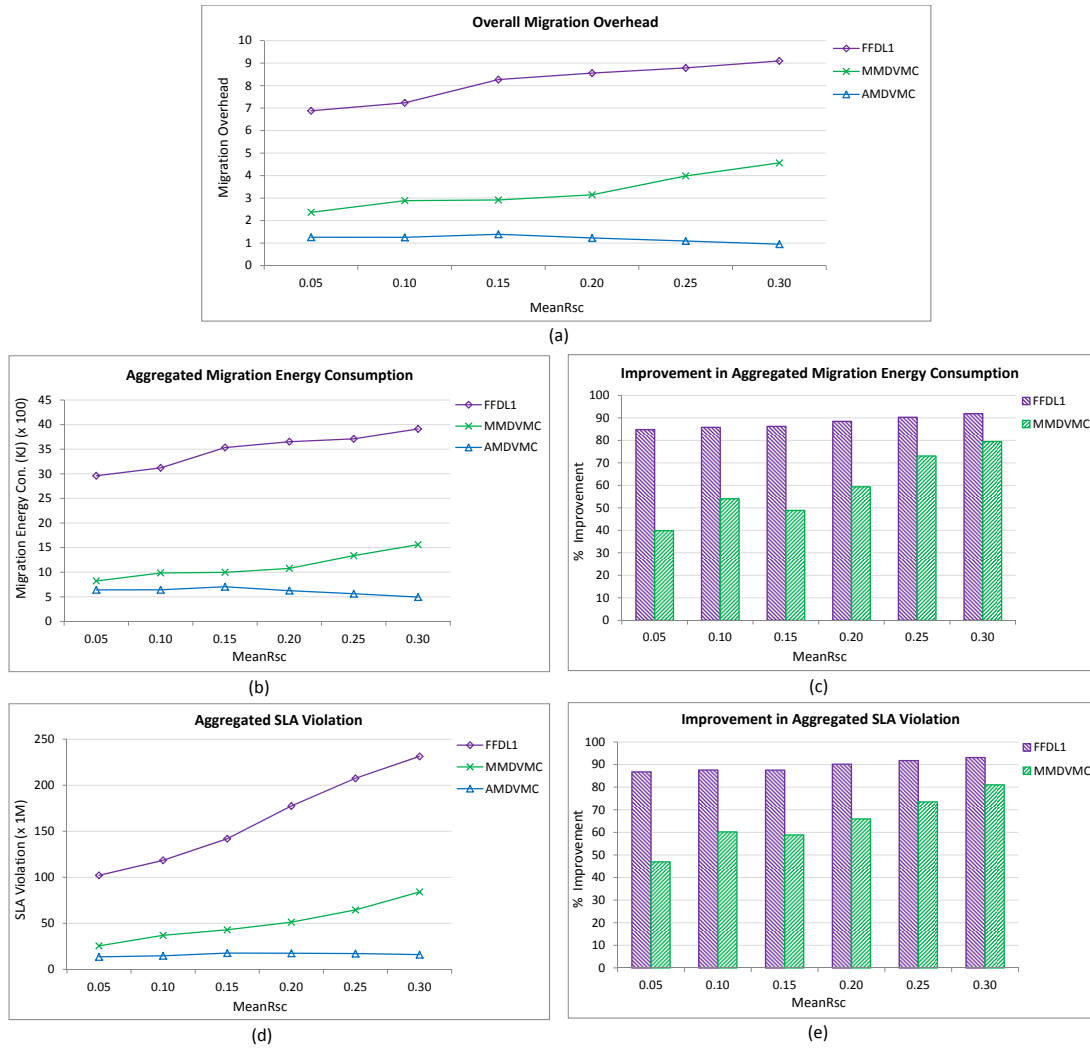 Overall Migration Overhead
Migration Overhead
10
9
8
7
6
5
4
3
2
1
0
0.05 0.10 0.15 0.20 0.25 0.30
MeanRsc
FFDL1
MMDVMC
AMDVMC
(a)
Aggregated Migration Energy Consumption
Migration Energy Con. (KJ) (x 100)
45
40
35
30
25
20
15
10
5
0
0.05 0.10 0.15 0.20 0.25 0.30
MeanRsc
FFDL1
MMDVMC
AMDVMC
(b)
Improvement in Aggregated Migration Energy Consumption
% Improvement
100
90
80
70
60
50
40
30
20
10
0
0.05 0.10 0.15 0.20 0.25 0.30
MeanRsc
FFDL1
MMDVMC
(c)
Aggregated SLA Violation
SLA Violation (x 1M)
250
200
150
100
50
0
0.05 0.10 0.15 0.20 0.25 0.30
MeanRsc
FFDL1
MMDVMC
AMDVMC
(d)
Improvement in Aggregated SLA Violation
% Improvement
100
90
80
70
60
50
40
30
20
10
0
0.05 0.10 0.15 0.20 0.25 0.30
MeanRsc
FFDL1
MMDVMC
(e)